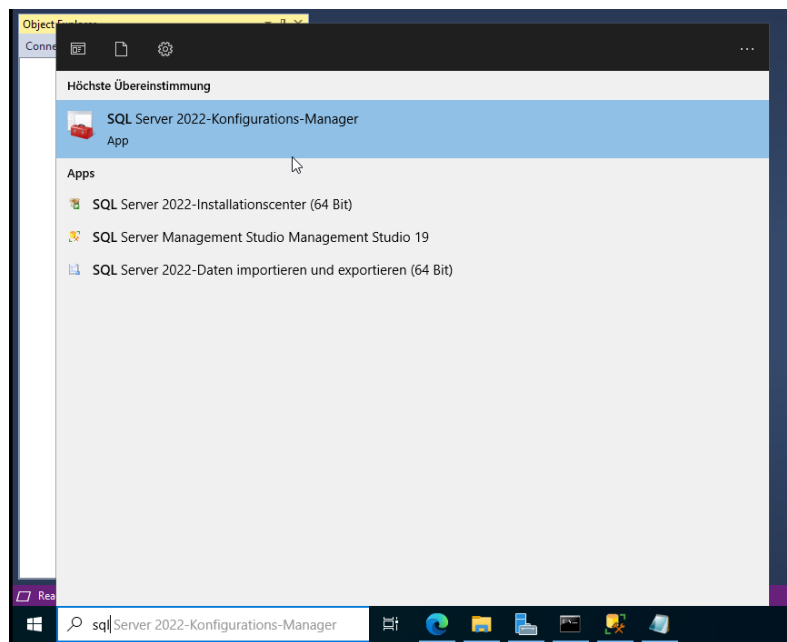 Object Explorer
Conne
...
Höchste Übereinstimmung
SQL Server 2022-Konfigurations-Manager
App
Apps
SQL Server 2022-Installationscenter (64 Bit)
SQL Server Management Studio Management Studio 19
SQL Server 2022-Daten importieren und exportieren (64 Bit)
Rea
sql Server 2022-Konfigurations-Manager